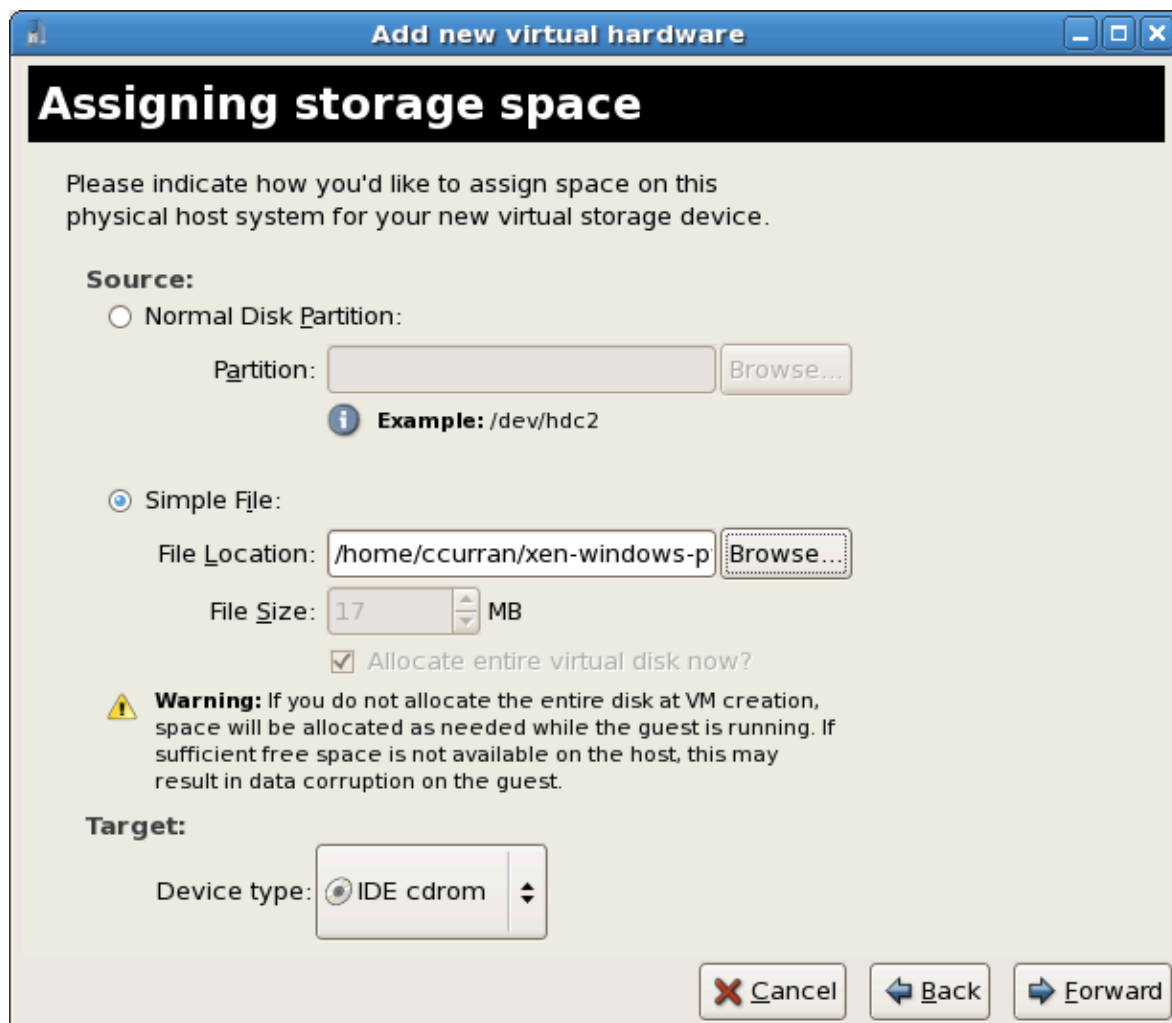 Add new virtual hardware
Assigning storage space
Please indicate how you'd like to assign space on this
physical host system for your new virtual storage device.
Source:
Normal Disk Partition:
Partition: Browse...
Example: /dev/hdc2
Simple File:
File Location: /home/ccurran/xen-windows-p Browse...
File Size: 17 MB
Allocate entire virtual disk now?
Warning: If you do not allocate the entire disk at VM creation,
space will be allocated as needed while the guest is running. If
sufficient free space is not available on the host, this may
result in data corruption on the guest.
Target:
Device type: IDE cdrom
Cancel Back Forward